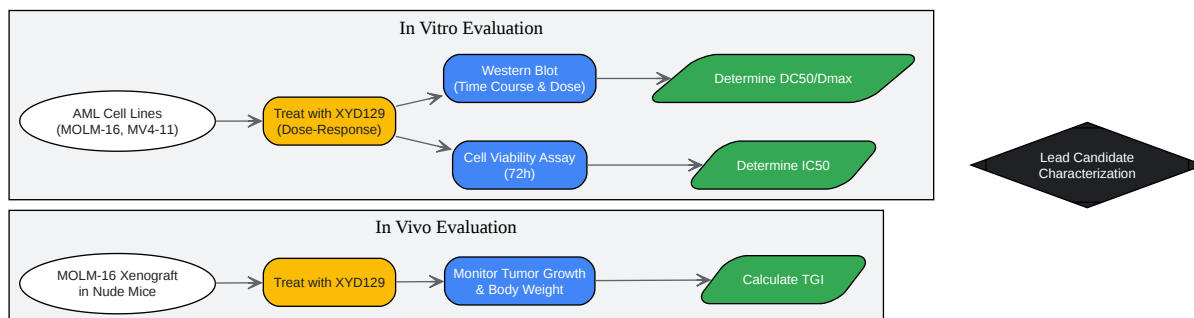 In Vitro Evaluation
AML Cell Lines
(MOLM-16, MV4-11)
Treat with XYD129
(Dose-Response)
Western Blot
(Time Course & Dose)
Determine DC50/Dmax
Cell Viability Assay
(72h)
Determine IC50
Lead Candidate
Characterization
In Vivo Evaluation
MOLM-16 Xenograft
in Nude Mice
Treat with XYD129
Monitor Tumor Growth
& Body Weight
Calculate TGI